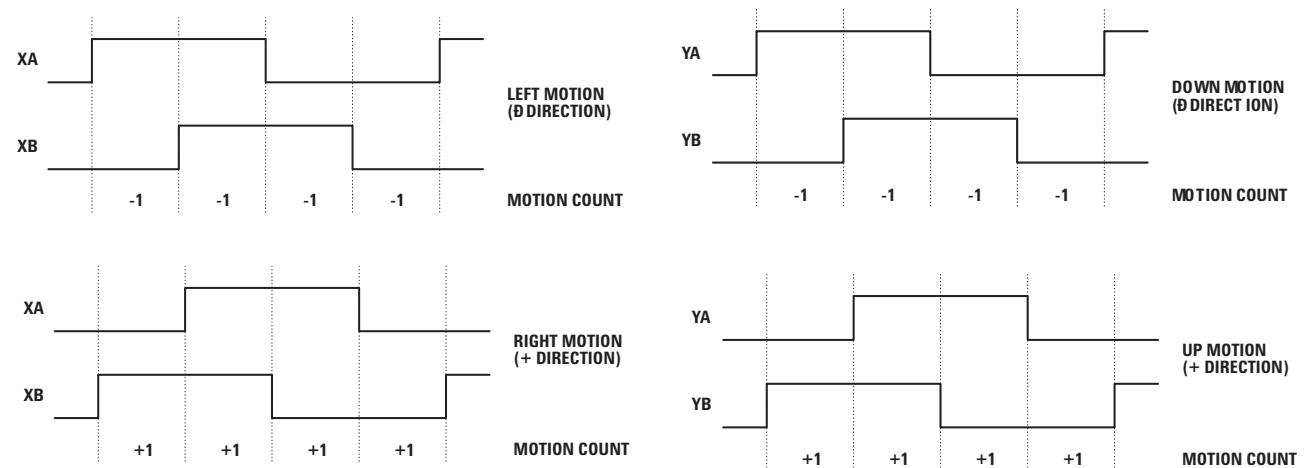 XA
LEFT MOTION
(Ð DIRECTION)
XB
-1 -1 -1 -1 MOTION COUNT
YA
DOWN MOTION
(Ð DIRECT ION)
YB
-1 -1 -1 -1 MOTION COUNT
XA
RIGHT MOTION
(+ DIRECTION)
XB
+1 +1 +1 +1 MOTION COUNT
YA
UP MOTION
(+ DIRECTION)
YB
+1 +1 +1 +1 MOTION COUNT